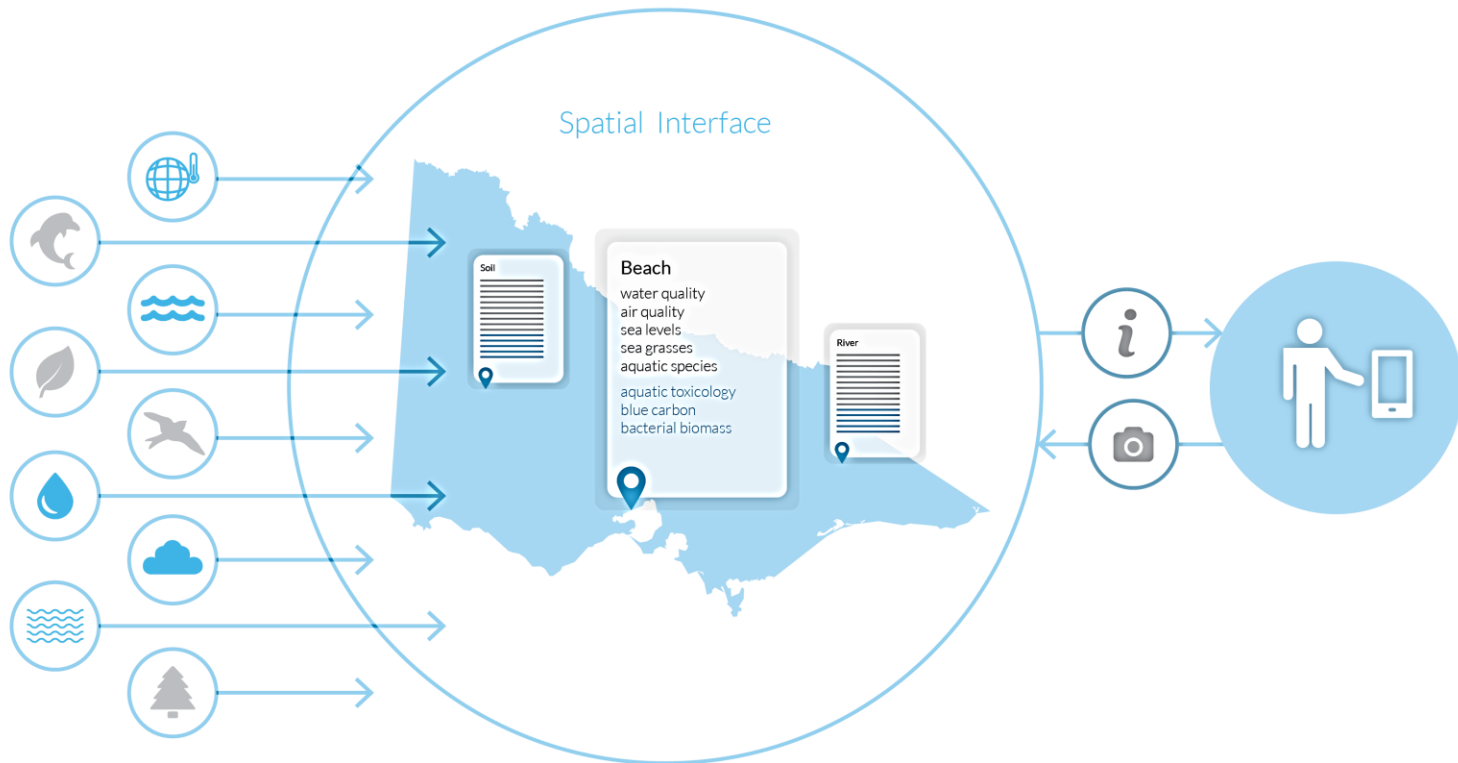 Spatial Interface
Soil
Beach
water quality
air quality
sea levels
sea grasses
aquatic species
aquatic toxicology
blue carbon
bacterial biomass
River
i